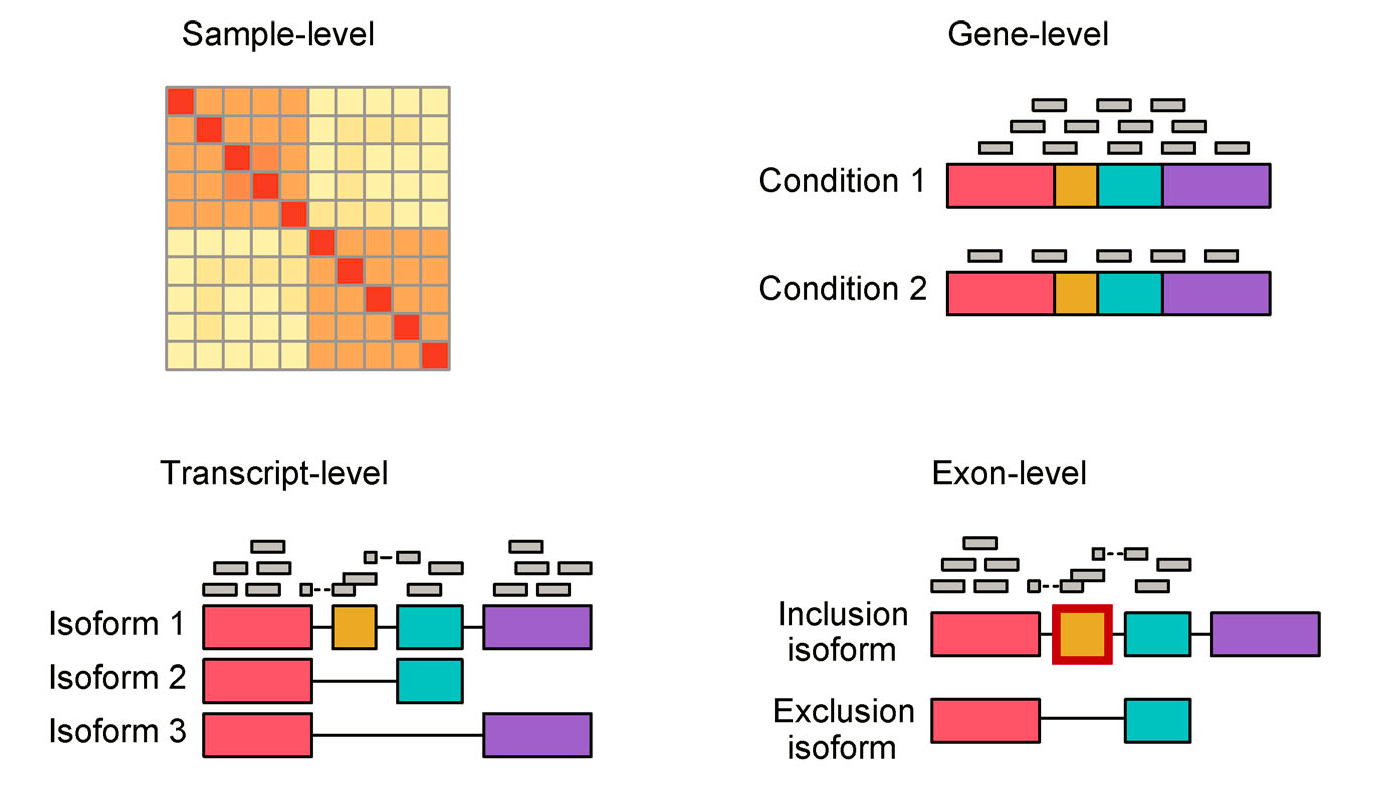 Sample-level
Gene-level
Condition 1
Condition 2
Transcript-level
Isoform 1
Isoform 2
Isoform 3
Exon-level
Inclusion
isoform
Exclusion
isoform